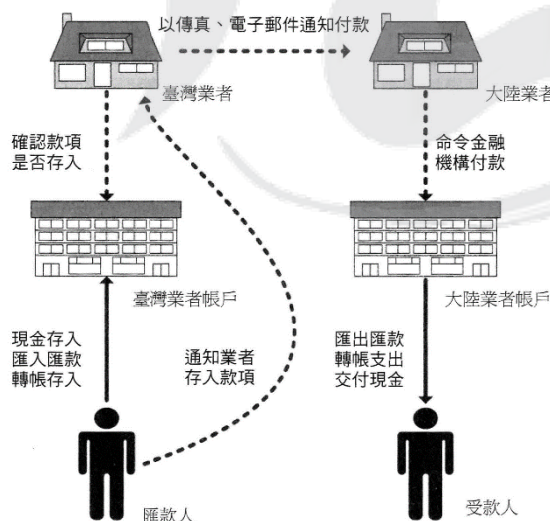 以傳真、電子郵件通知付款
臺灣業者
大陸業者
確認款項
是否存入
命令金融
機構付款
臺灣業者帳戶
大陸業者帳戶
現金存入
匯入匯款
轉帳存入
通知業者
存入款項
匯出匯款
轉帳支出
交付現金
匯款人
受款人